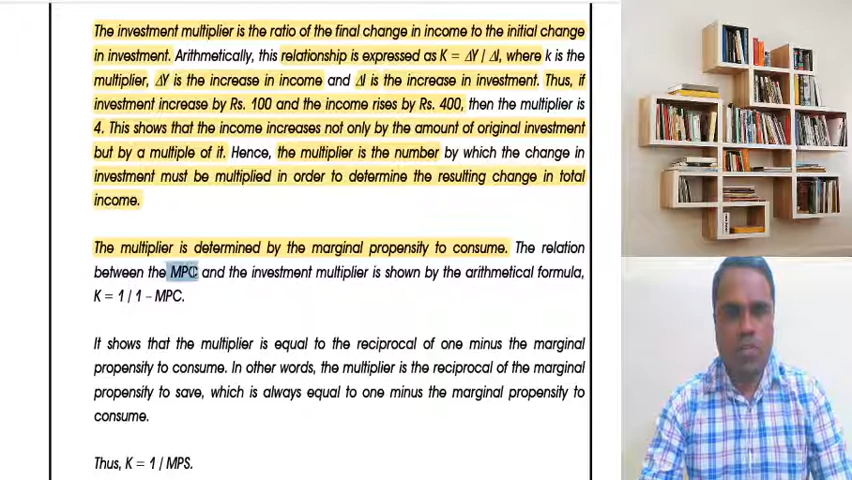 The investment multiplier is the ratio of the final change in income to the initial change
in investment. Arithmetically, this relationship is expressed as K = ΔY / ΔI, where k is the
multiplier, ΔY is the increase in income and ΔI is the increase in investment. Thus, if
investment increase by Rs. 100 and the income rises by Rs. 400, then the multiplier is
4. This shows that the income increases not only by the amount of original investment
but by a multiple of it. Hence, the multiplier is the number by which the change in
investment must be multiplied in order to determine the resulting change in total
income.
The multiplier is determined by the marginal propensity to consume. The relation
between the MPC and the investment multiplier is shown by the arithmetical formula,
K = 1 / 1 – MPC.
It shows that the multiplier is equal to the reciprocal of one minus the marginal
propensity to consume. In other words, the multiplier is the reciprocal of the marginal
propensity to save, which is always equal to one minus the marginal propensity to
consume.
Thus, K = 1 / MPS.